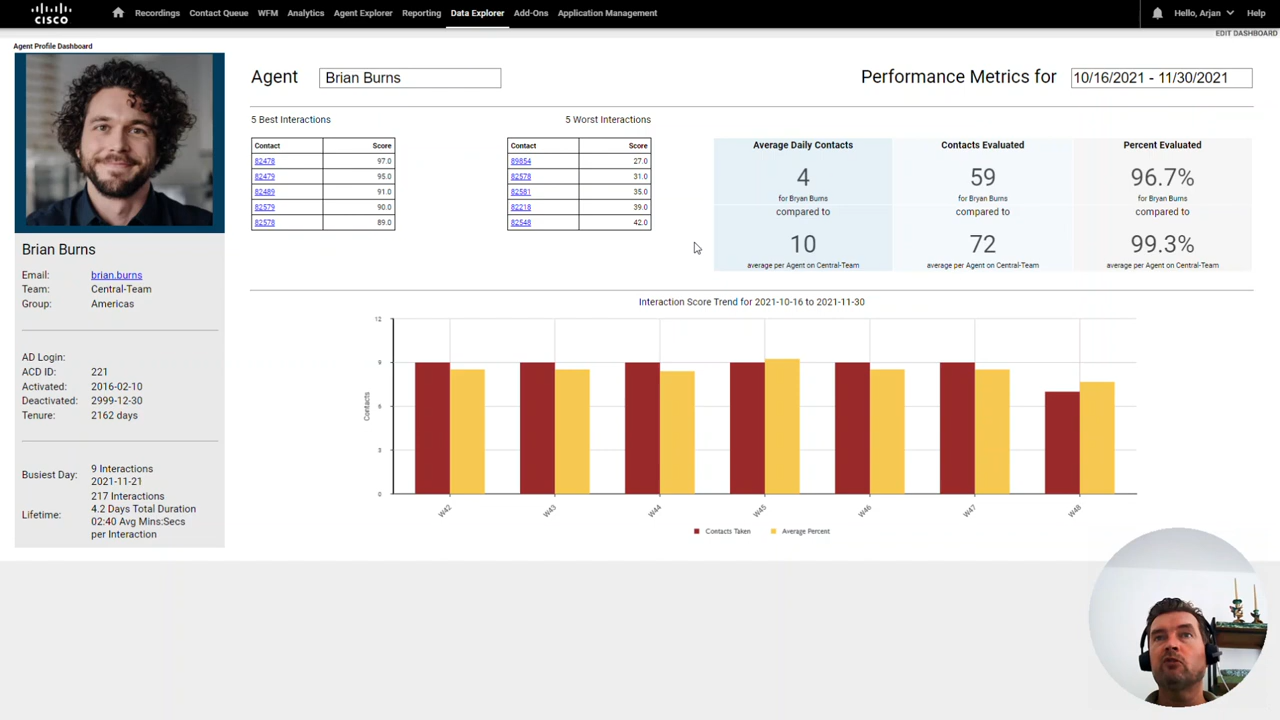 CISCO
Recordings Contact Queue WFM Analytics Agent Explorer Reporting Data Explorer Add-Ons Application Management Hello, Arjan Help
EDIT DASHBOARD
Agent Profile Dashboard
Agent Brian Burns
Performance Metrics for 10/16/2021 - 11/30/2021
5 Best Interactions
Contact Score
82478 97.0
82479 95.0
82489 91.0
82579 90.0
82578 89.0
5 Worst Interactions
Contact Score
89854 27.0
82578 31.0
82581 35.0
82218 39.0
82548 42.0
Average Daily Contacts
4
for Bryan Burns
compared to
10
average per Agent on Central-Team
Contacts Evaluated
59
for Bryan Burns
compared to
72
average per Agent on Central-Team
Percent Evaluated
96.7%
for Bryan Burns
compared to
99.3%
average per Agent on Central-Team
Brian Burns
Email: brian.burns
Team: Central-Team
Group: Americas
AD Login:
ACD ID: 221
Activated: 2016-02-10
Deactivated: 2999-12-30
Tenure: 2162 days
Busiest Day: 9 Interactions
2021-11-21
Lifetime: 217 Interactions
4.2 Days Total Duration
02:40 Avg Mins:Secs
per Interaction
Interaction Score Trend for 2021-10-16 to 2021-11-30
Contacts
12
9
6
3
0
W42 W43 W44 W45 W46 W47 W48
Contacts Taken Average Percent